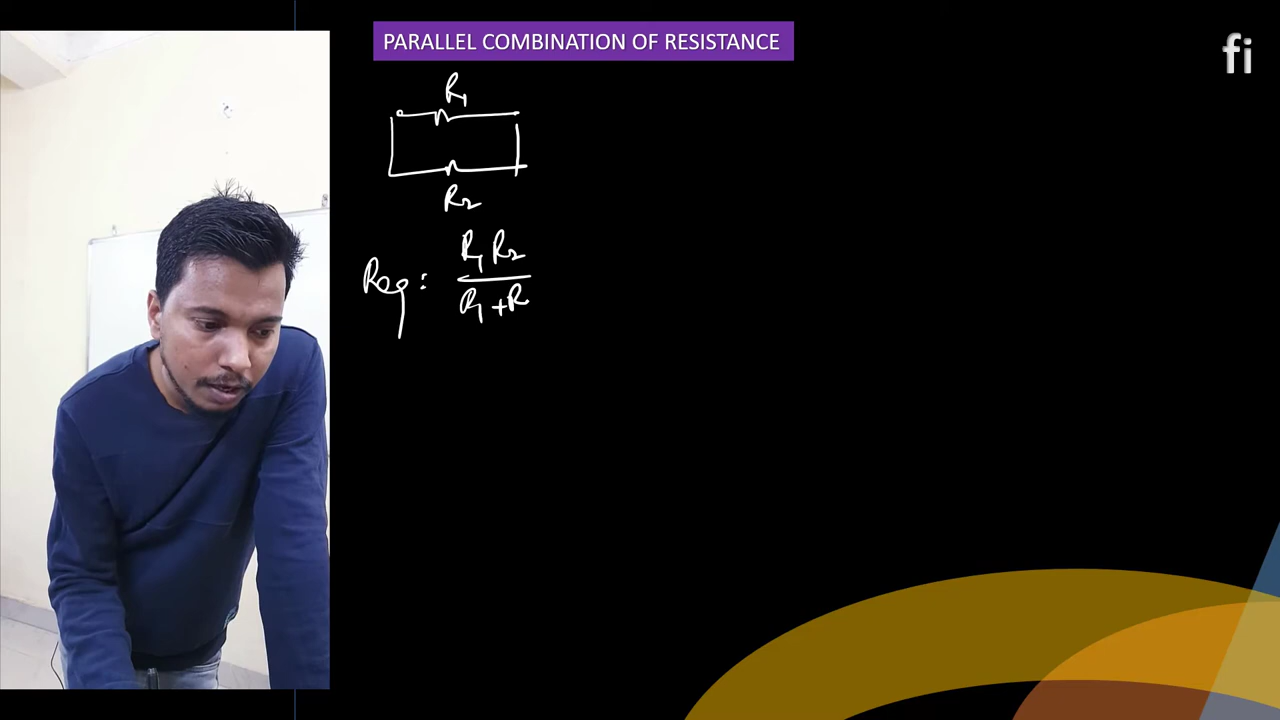 PARALLEL COMBINATION OF RESISTANCE
fi
R1
R2
Req: R1 R2
R1 + R